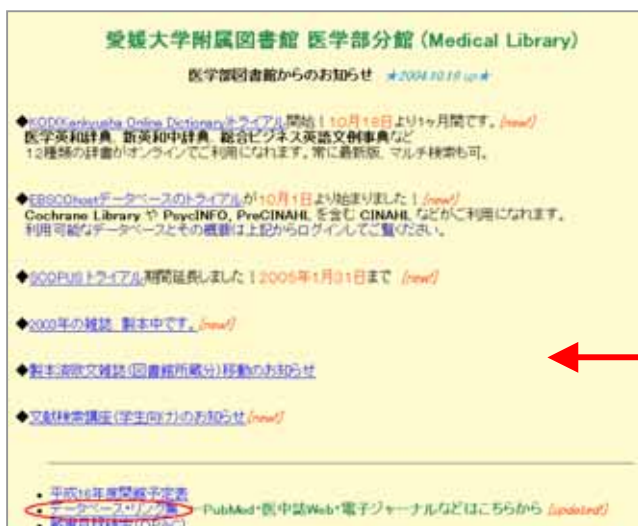 愛媛大学附属図書館 医学部分館 (Medical Library)
医学部図書館からのお知らせ ★2004.10.18 up★
◆KOD(Kenkyusha Online Dictionary)トライアル開始!10月18日より1ヶ月間です。[new!]
医学英和辞典、新英和中辞典、総合ビジネス英語文例事典など
12種類の辞書がオンラインでご利用になれます。常に最新版、マルチ検索も可。
◆EBSCOhostデータベースのトライアルが10月1日より始まりました![new!]
Cochrane Library や PsycINFO, PreCINAHL を含む CINAHL などがご利用になれます。
利用可能なデータベースとその概要は上記からログインしてご覧ください。
◆SCOPUSトライアル期間延長しました!2005年1月31日まで [new!]
◆2003年の雑誌 製本中です。[new!]
◆製本済欧文雑誌(図書館所蔵分)移動のお知らせ
◆文献検索講座(学生向け)のお知らせ[new!]
・平成16年度開館予定表
・データベース・リンク集 ←PubMed・医中誌Web・電子ジャーナルなどはこちらから [updated!]